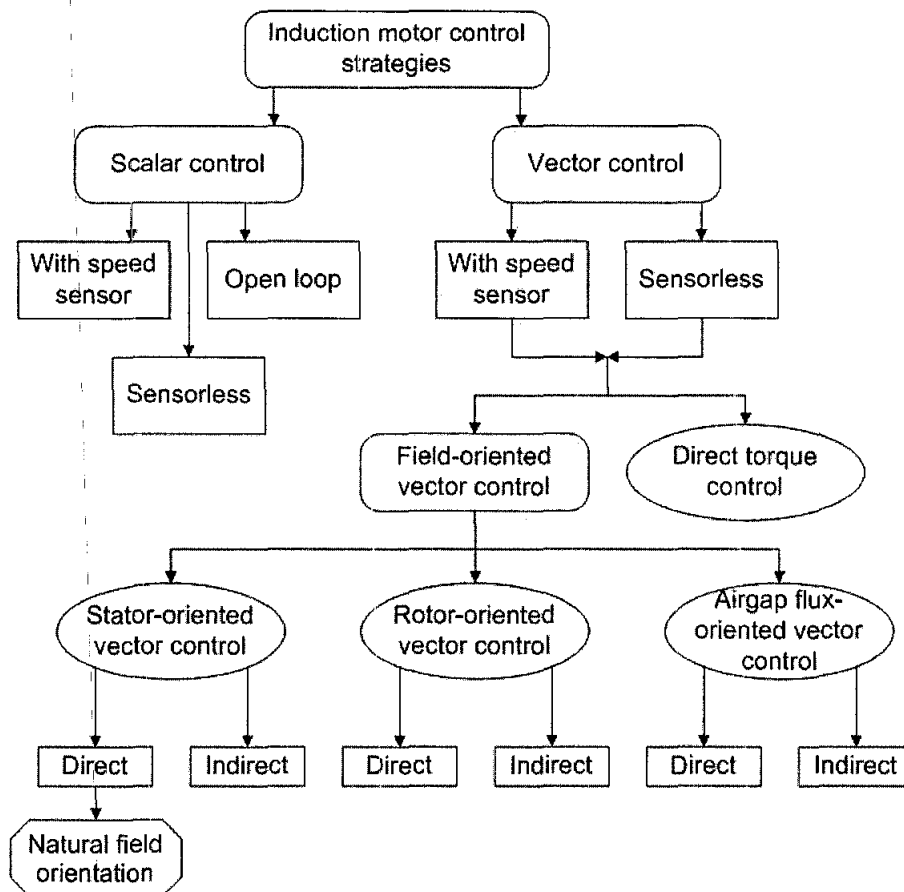 Induction motor control
strategies
Scalar control
Vector control
With speed
sensor
Open loop
With speed
sensor
Sensorless
Sensorless
Field-oriented
vector control
Direct torque
control
Stator-oriented
vector control
Rotor-oriented
vector control
Airgap flux-
oriented vector
control
Direct
Indirect
Direct
Indirect
Direct
Indirect
Natural field
orientation